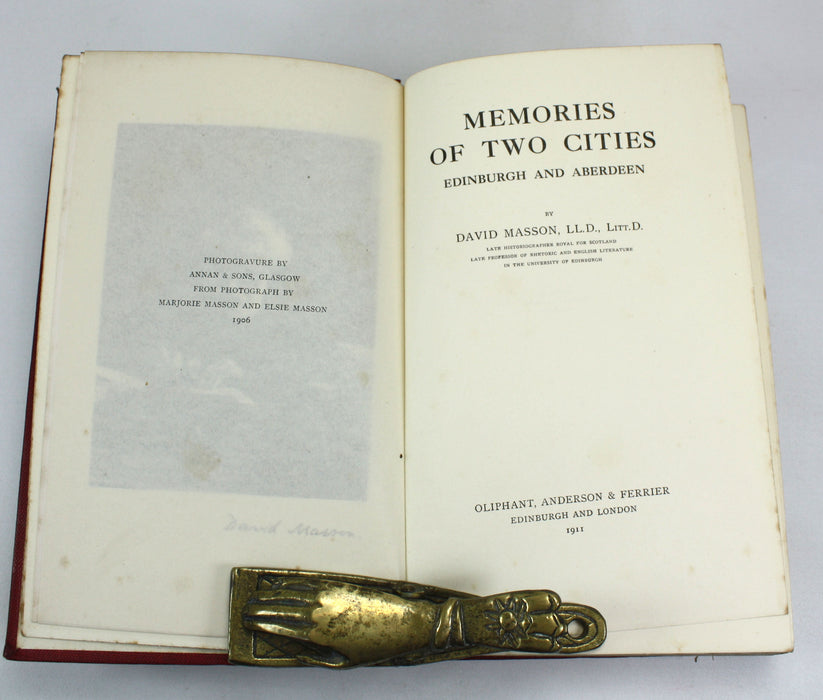 PHOTOGRAVURE BY
ANNAN & SONS, GLASGOW
FROM PHOTOGRAPH BY
MARJORIE MASSON AND ELSIE MASSON
1906
David Masson
MEMORIES
OF TWO CITIES
EDINBURGH AND ABERDEEN
BY
DAVID MASSON, LL.D., LITT.D.
LATE HISTORIOGRAPHER ROYAL FOR SCOTLAND
LATE PROFESSOR OF RHETORIC AND ENGLISH LITERATURE
IN THE UNIVERSITY OF EDINBURGH
OLIPHANT, ANDERSON & FERRIER
EDINBURGH AND LONDON
1911